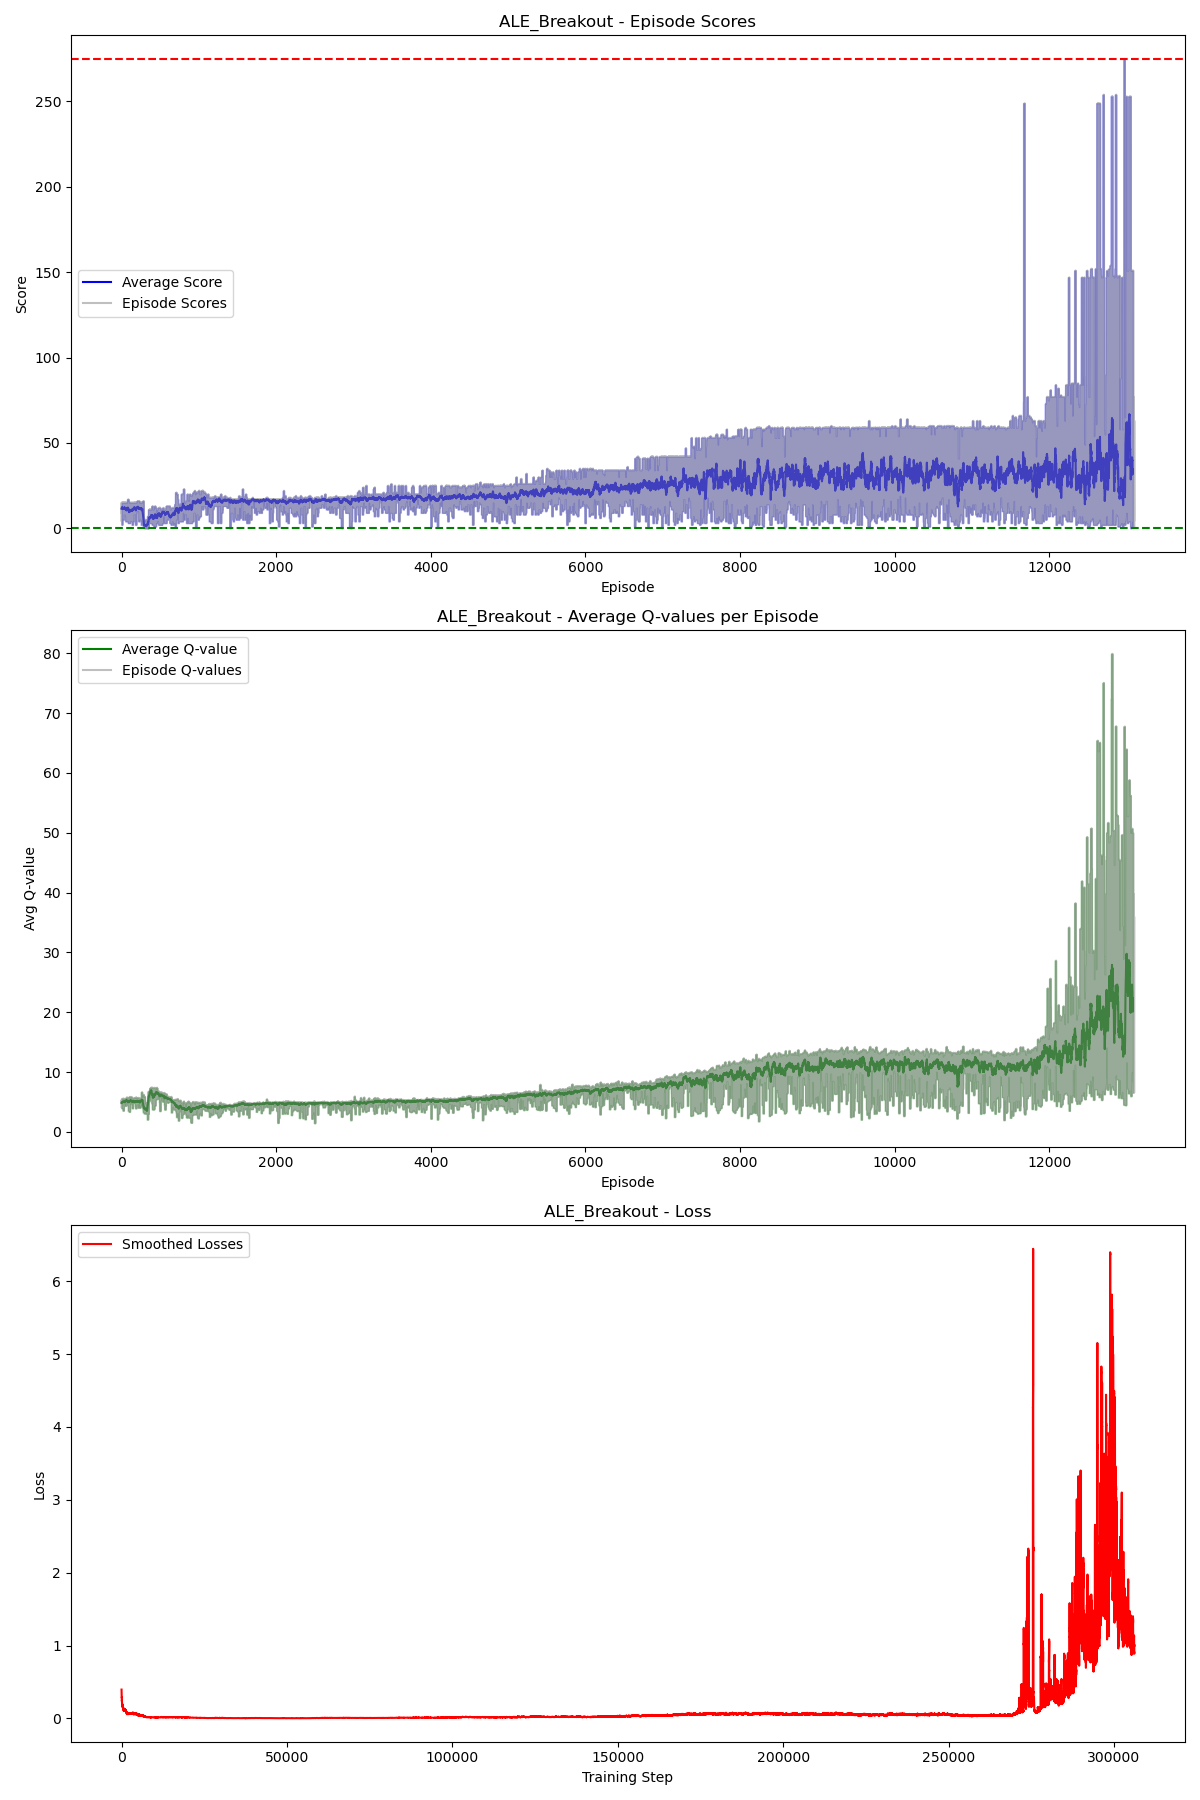 ALE_Breakout - Episode Scores
250
200
150
100
50
0
Score
Average Score
Episode Scores
0 2000 4000 6000 8000 10000 12000
Episode
ALE_Breakout - Average Q-values per Episode
80
70
60
50
40
30
20
10
0
Avg Q-value
Average Q-value
Episode Q-values
0 2000 4000 6000 8000 10000 12000
Episode
ALE_Breakout - Loss
6
5
4
3
2
1
0
Loss
Smoothed Losses
0 50000 100000 150000 200000 250000 300000
Training Step